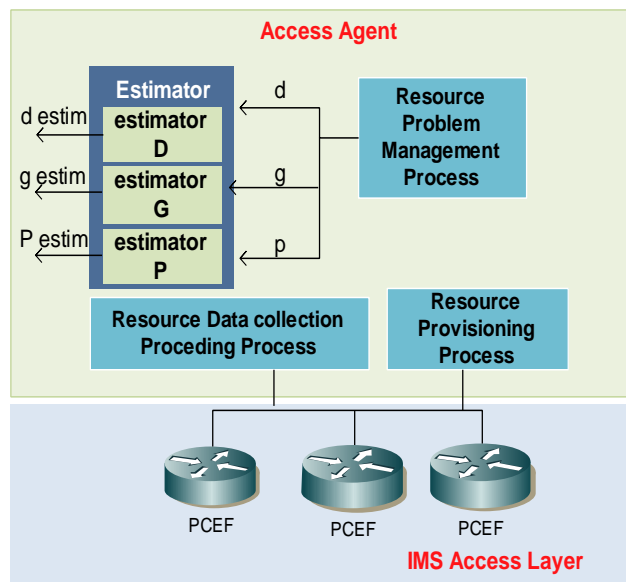 Access Agent
Estimator
d estim
estimator
D
d
Resource
Problem
Management
Process
g estim
estimator
G
g
P estim
estimator
P
p
Resource Data collection
Proceding Process
Resource
Provisioning
Process
PCEF
PCEF
PCEF
IMS Access Layer